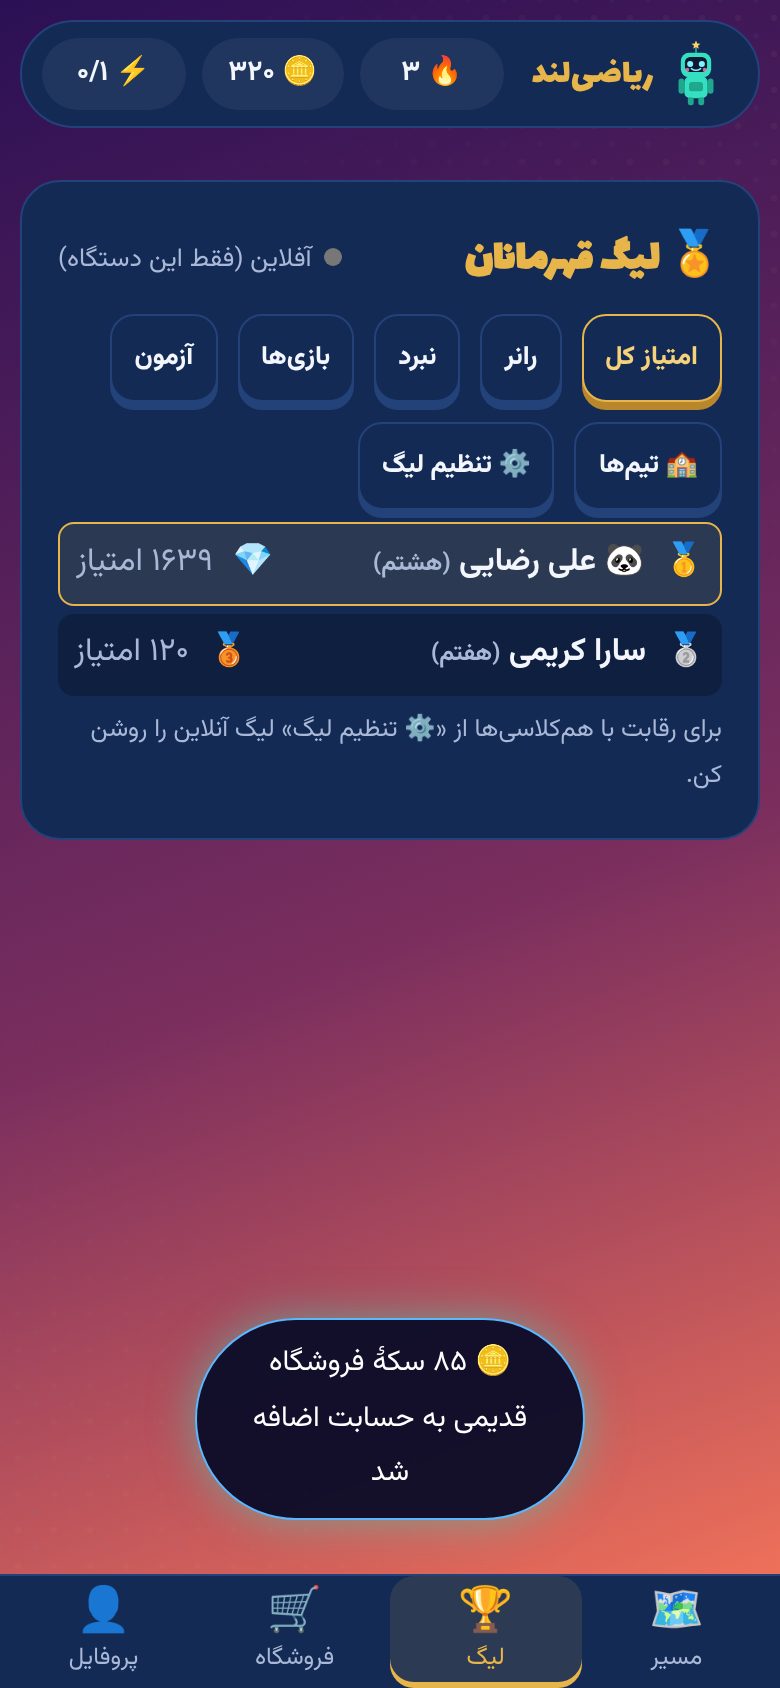 ریاضی‌لند
🔥 ۳
🪙 ۳۲۰
⚡ ۰/۱
🏅 لیگ قهرمانان
آفلاین (فقط این دستگاه)
امتیاز کل
رانر
نبرد
بازی‌ها
آزمون
🏫 تیم‌ها
⚙️ تنظیم لیگ
🥇 🐼 علی رضایی (هشتم) 💎 ۱۶۳۹ امتیاز
🥈 سارا کریمی (هفتم) 🥉 ۱۲۰ امتیاز
برای رقابت با هم‌کلاسی‌ها از «⚙️ تنظیم لیگ» لیگ آنلاین را روشن
کن.
🪙 ۸۵ سکهٔ فروشگاه
قدیمی به حسابت اضافه
شد
مسیر
لیگ
فروشگاه
پروفایل